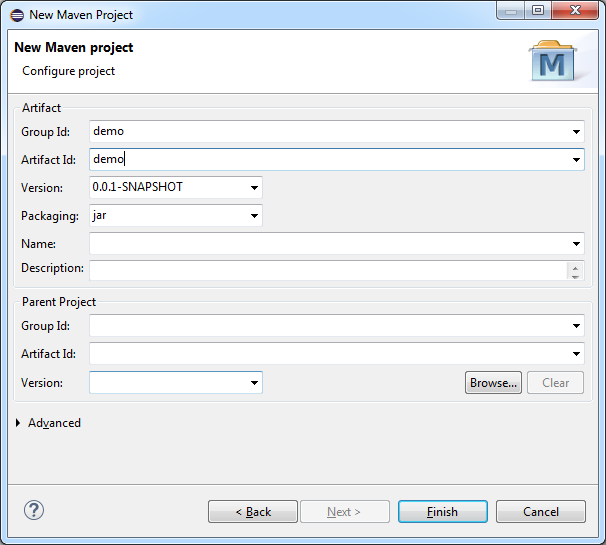 New Maven Project
New Maven project
Configure project
M
Artifact
Group Id: demo
Artifact Id: demo
Version: 0.0.1-SNAPSHOT
Packaging: jar
Name:
Description:
Parent Project
Group Id:
Artifact Id:
Version: Browse... Clear
Advanced
? < Back Next > Finish Cancel